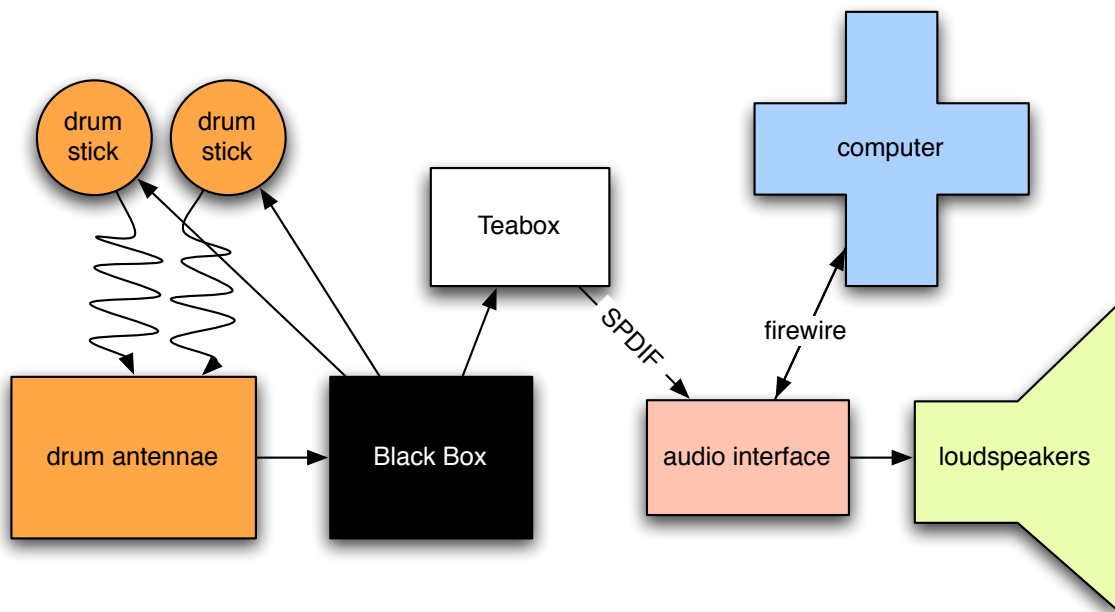 drum
stick
drum
stick
computer
Teabox
SPDIF
firewire
drum antennae
Black Box
audio interface
loudspeakers